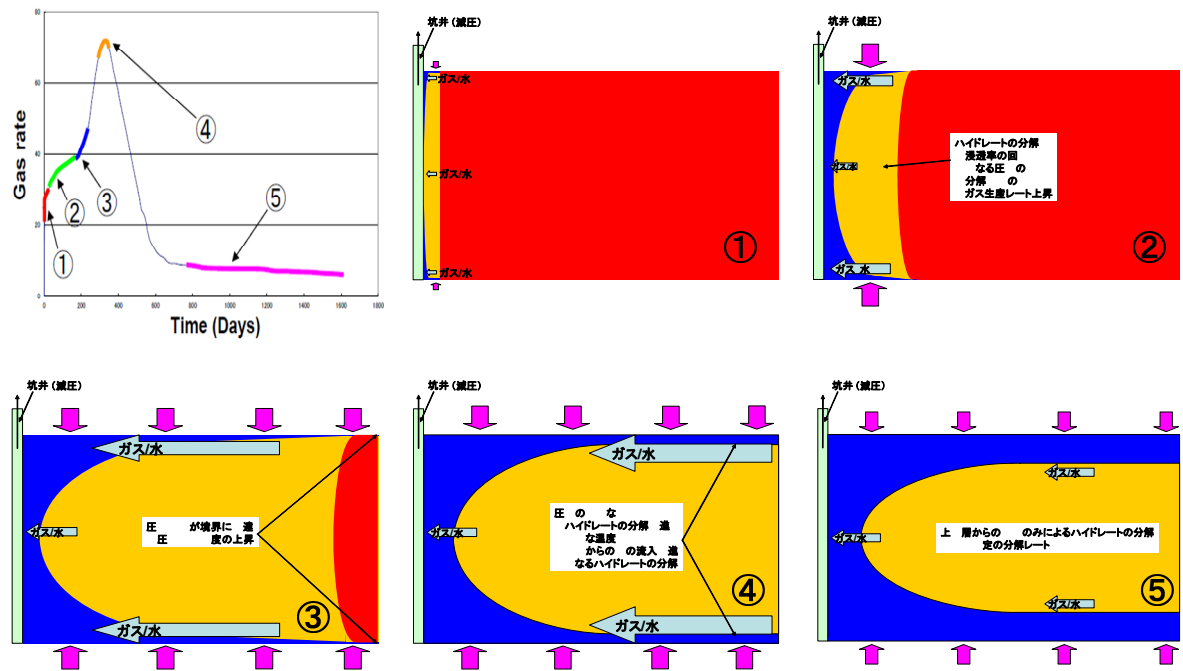 Gas rate
80
60
40
20
0
0 200 400 600 800 1000 1200 1400 1600 1800
Time (Days)
①
②
③
④
⑤
坑井（減圧）
ガス/水
ガス/水
ガス/水
①
坑井（減圧）
ガス/水
ガス/水
ガス 水
ハイドレートの分解
浸透率の回
なる圧 の
分解 の
ガス生産レート上昇
②
坑井（減圧）
ガス/水
ガス/水
ガス/水
圧 が境界に 達
圧 度の上昇
③
坑井（減圧）
ガス/水
ガス/水
ガス/水
圧 の な
ハイドレートの分解 進
な温度
からの の流入 進
なるハイドレートの分解
④
坑井（減圧）
ガス/水
ガス/水
ガス/水
上 層からの のみによるハイドレートの分解
定の分解レート
⑤